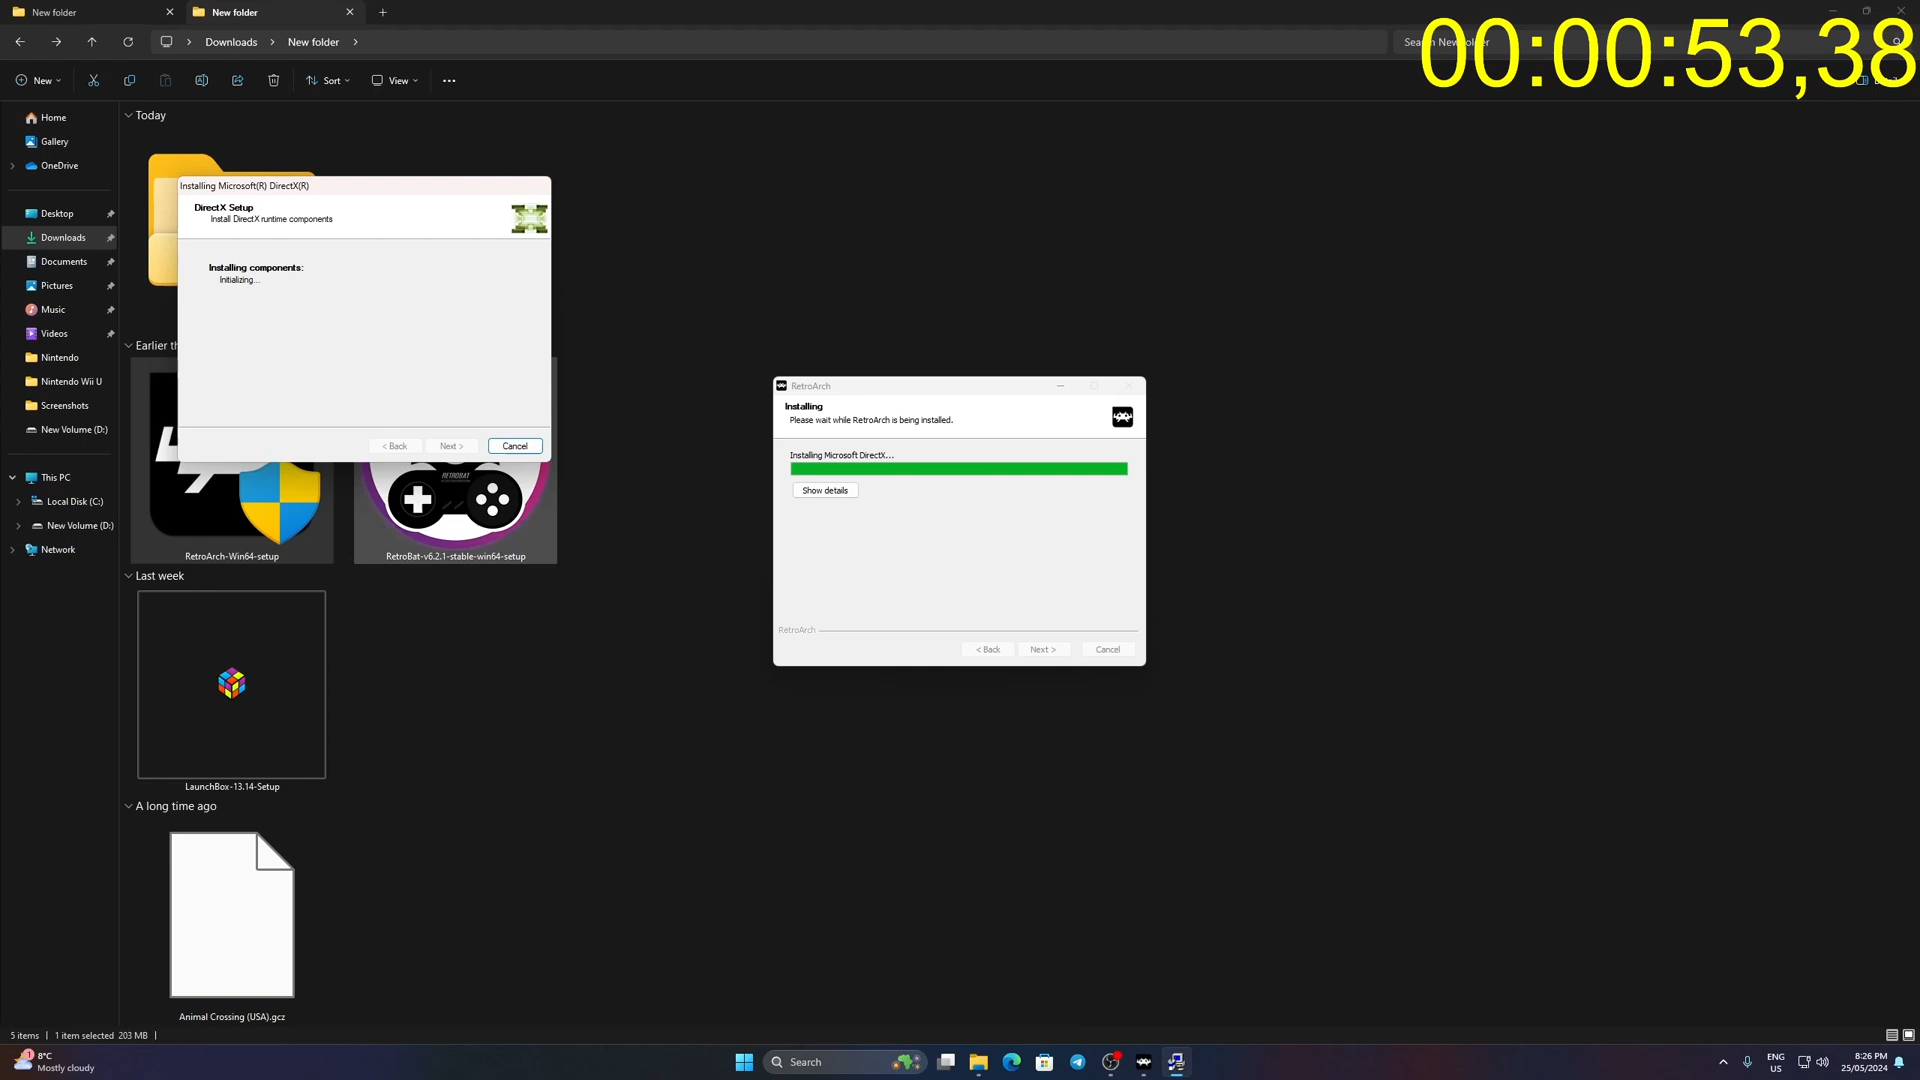 New folder
New folder
Downloads
New folder
00:00:53,38
New
Sort
View
Home
Gallery
OneDrive
Desktop
Downloads
Documents
Pictures
Music
Videos
Nintendo
Nintendo Wii U
Screenshots
New Volume (D:)
This PC
Local Disk (C:)
New Volume (D:)
Network
Today
Installing Microsoft(R) DirectX(R)
DirectX Setup
Install DirectX runtime components
Installing components:
Initializing...
< Back
Next >
Cancel
RETROBAT
RetroArch-Win64-setup
RetroBat-v6.2.1-stable-win64-setup
RetroArch
Installing
Please wait while RetroArch is being installed.
Installing Microsoft DirectX...
Show details
RetroArch
< Back
Next >
Cancel
Last week
LaunchBox-13.14-Setup
A long time ago
Animal Crossing (USA).gcz
5 items
1 item selected 203 MB
1
8°C
Mostly cloudy
Search
ENG
US
8:26 PM
25/05/2024